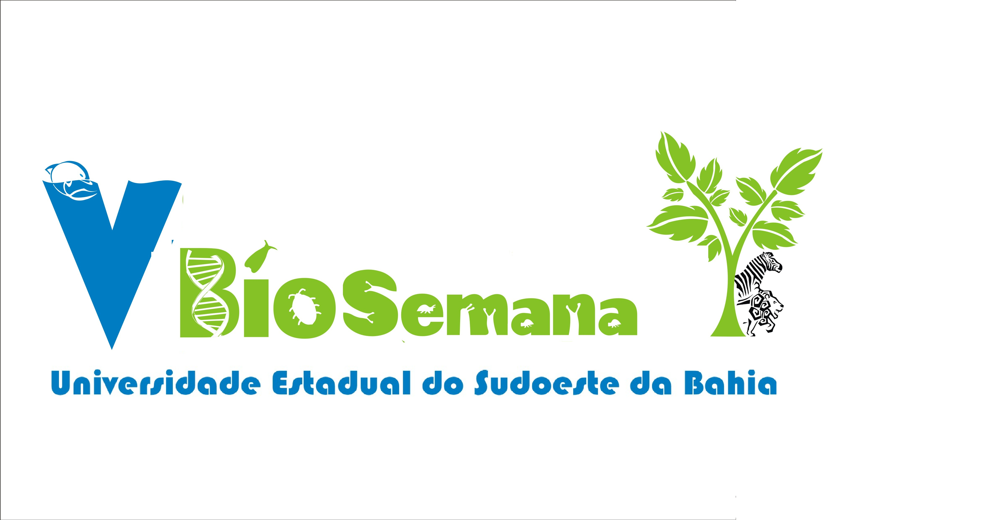 V BioSemana
Universidade Estadual do Sudoeste da Bahia